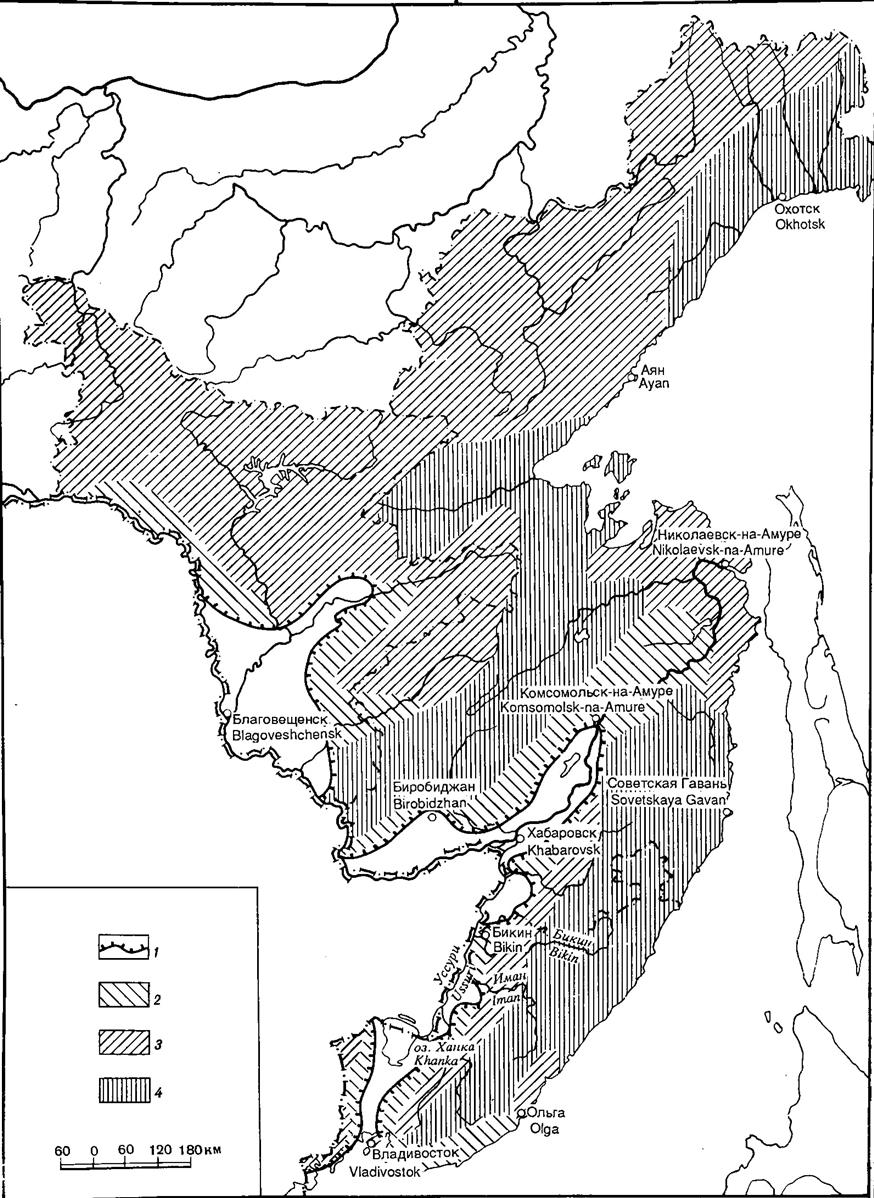 Охотск
Okhotsk
Аян
Ayan
Николаевск-на-Амуре
Nikolaevsk-na-Amure
Комсомольск-на-Амуре
Komsomolsk-na-Amure
Благовещенск
Blagoveshchensk
Биробиджан
Birobidzhan
Советская Гавань
Sovetskaya Gavan
Хабаровск
Khabarovsk
Бикин
Bikin
Бикин
Bikin
Уссури
Ussuri
Иман
Iman
оз. Ханка
Khanka
Ольга
Olga
Владивосток
Vladivostok
1
2
3
4
60 0 60 120 180 км